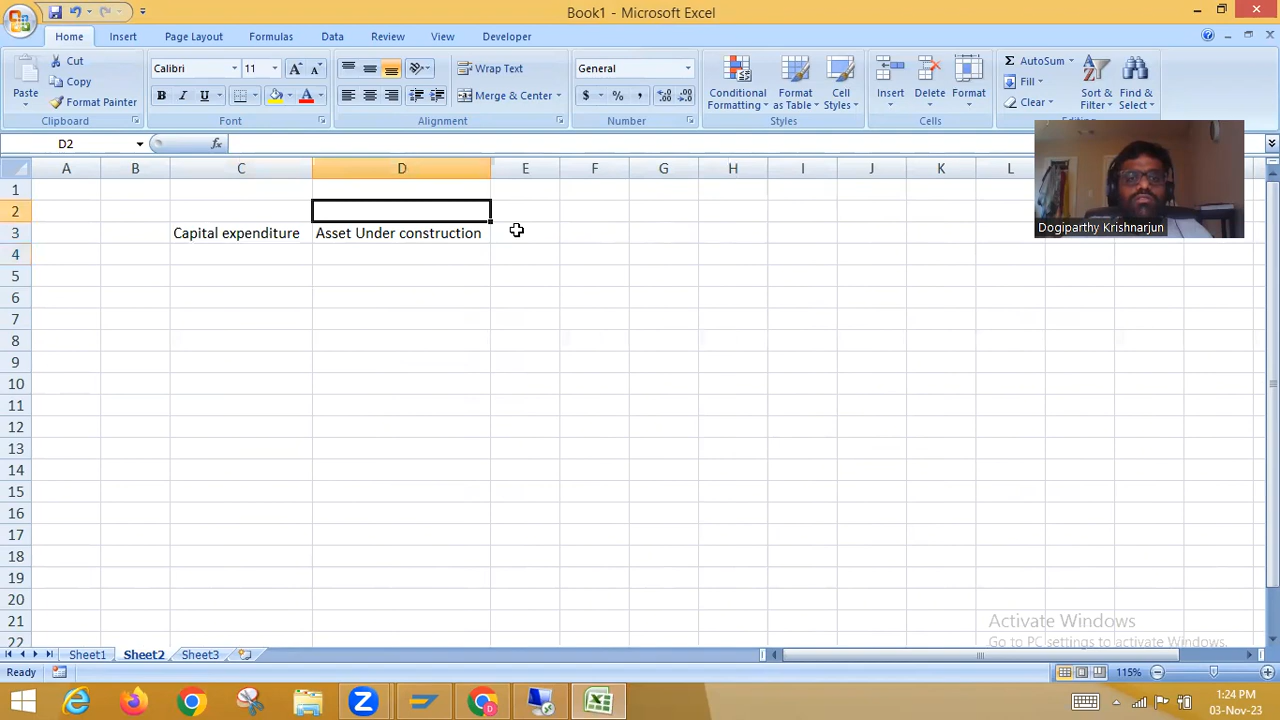 Book1 - Microsoft Excel
Home Insert Page Layout Formulas Data Review View Developer
Paste
Cut
Copy
Format Painter
Clipboard
Calibri 11
B I U
Font
Wrap Text
Merge & Center
Alignment
General
$ % ,
Number
Conditional Formatting
Format as Table
Cell Styles
Styles
Insert Delete Format
Cells
Σ AutoSum
Fill
Clear
Sort & Filter
Find & Select
Editing
D2
fx
A B C D E F G H I J K L
1
2
3 Capital expenditure Asset Under construction
4
5
6
7
8
9
10
11
12
13
14
15
16
17
18
19
20
21
22
Dogiparthy Krishnarjun
Activate Windows
Go to PC settings to activate Windows.
Sheet1 Sheet2 Sheet3
Ready
115%
1:24 PM
03-Nov-23